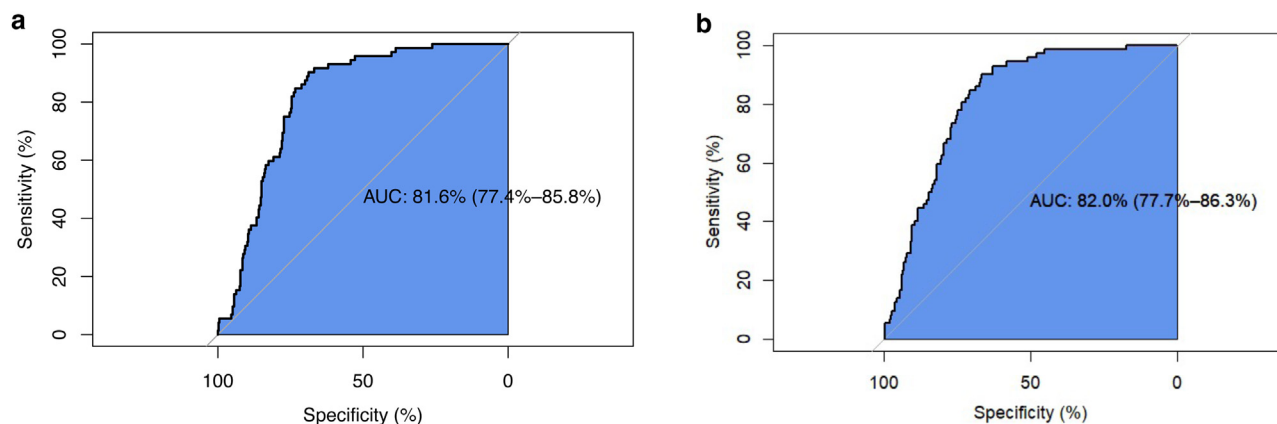 a
100
80
60
40
20
0
Sensitivity (%)
AUC: 81.6% (77.4%–85.8%)
100 50 0
Specificity (%)
b
100
80
60
40
20
0
Sensitivity (%)
AUC: 82.0% (77.7%–86.3%)
100 50 0
Specificity (%)